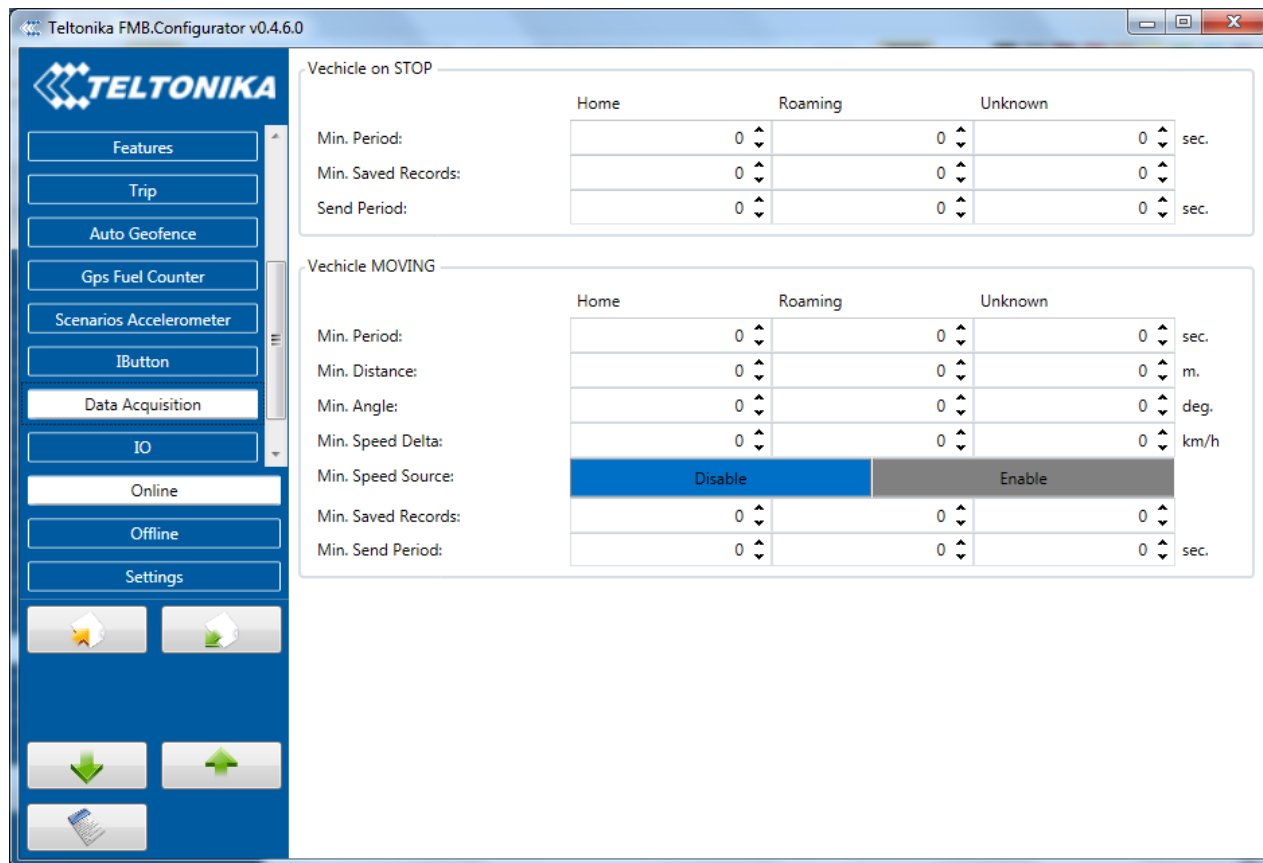 Teltonika FMB.Configurator v0.4.6.0
TELTONIKA
Features
Trip
Auto Geofence
Gps Fuel Counter
Scenarios Accelerometer
IButton
Data Acquisition
IO
Online
Offline
Settings
Vechicle on STOP
Home Roaming Unknown
Min. Period: 0 0 0 sec.
Min. Saved Records: 0 0 0
Send Period: 0 0 0 sec.
Vechicle MOVING
Home Roaming Unknown
Min. Period: 0 0 0 sec.
Min. Distance: 0 0 0 m.
Min. Angle: 0 0 0 deg.
Min. Speed Delta: 0 0 0 km/h
Min. Speed Source: Disable Enable
Min. Saved Records: 0 0 0
Min. Send Period: 0 0 0 sec.